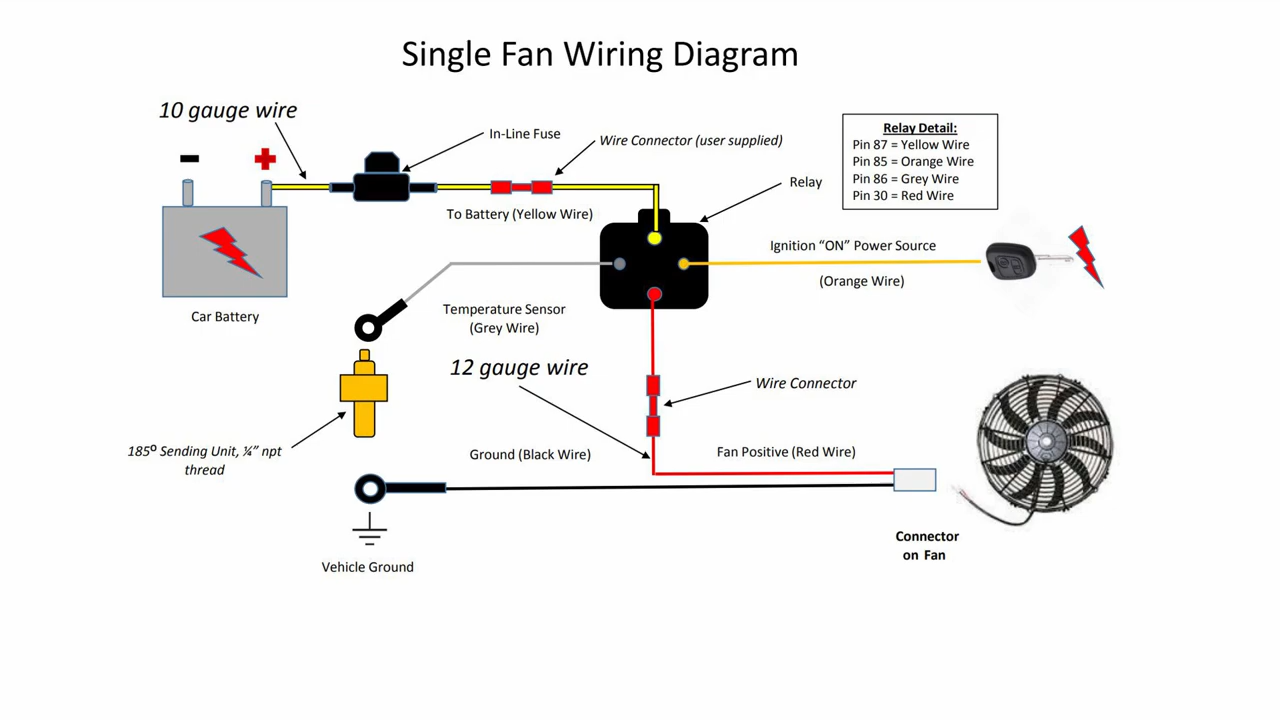 Single Fan Wiring Diagram
10 gauge wire
In-Line Fuse
Wire Connector (user supplied)
Relay Detail:
Pin 87 = Yellow Wire
Pin 85 = Orange Wire
Pin 86 = Grey Wire
Pin 30 = Red Wire
Relay
To Battery (Yellow Wire)
Ignition “ON” Power Source
(Orange Wire)
Car Battery
Temperature Sensor
(Grey Wire)
12 gauge wire
Wire Connector
185º Sending Unit, ¼” npt
thread
Ground (Black Wire)
Fan Positive (Red Wire)
Connector
on Fan
Vehicle Ground